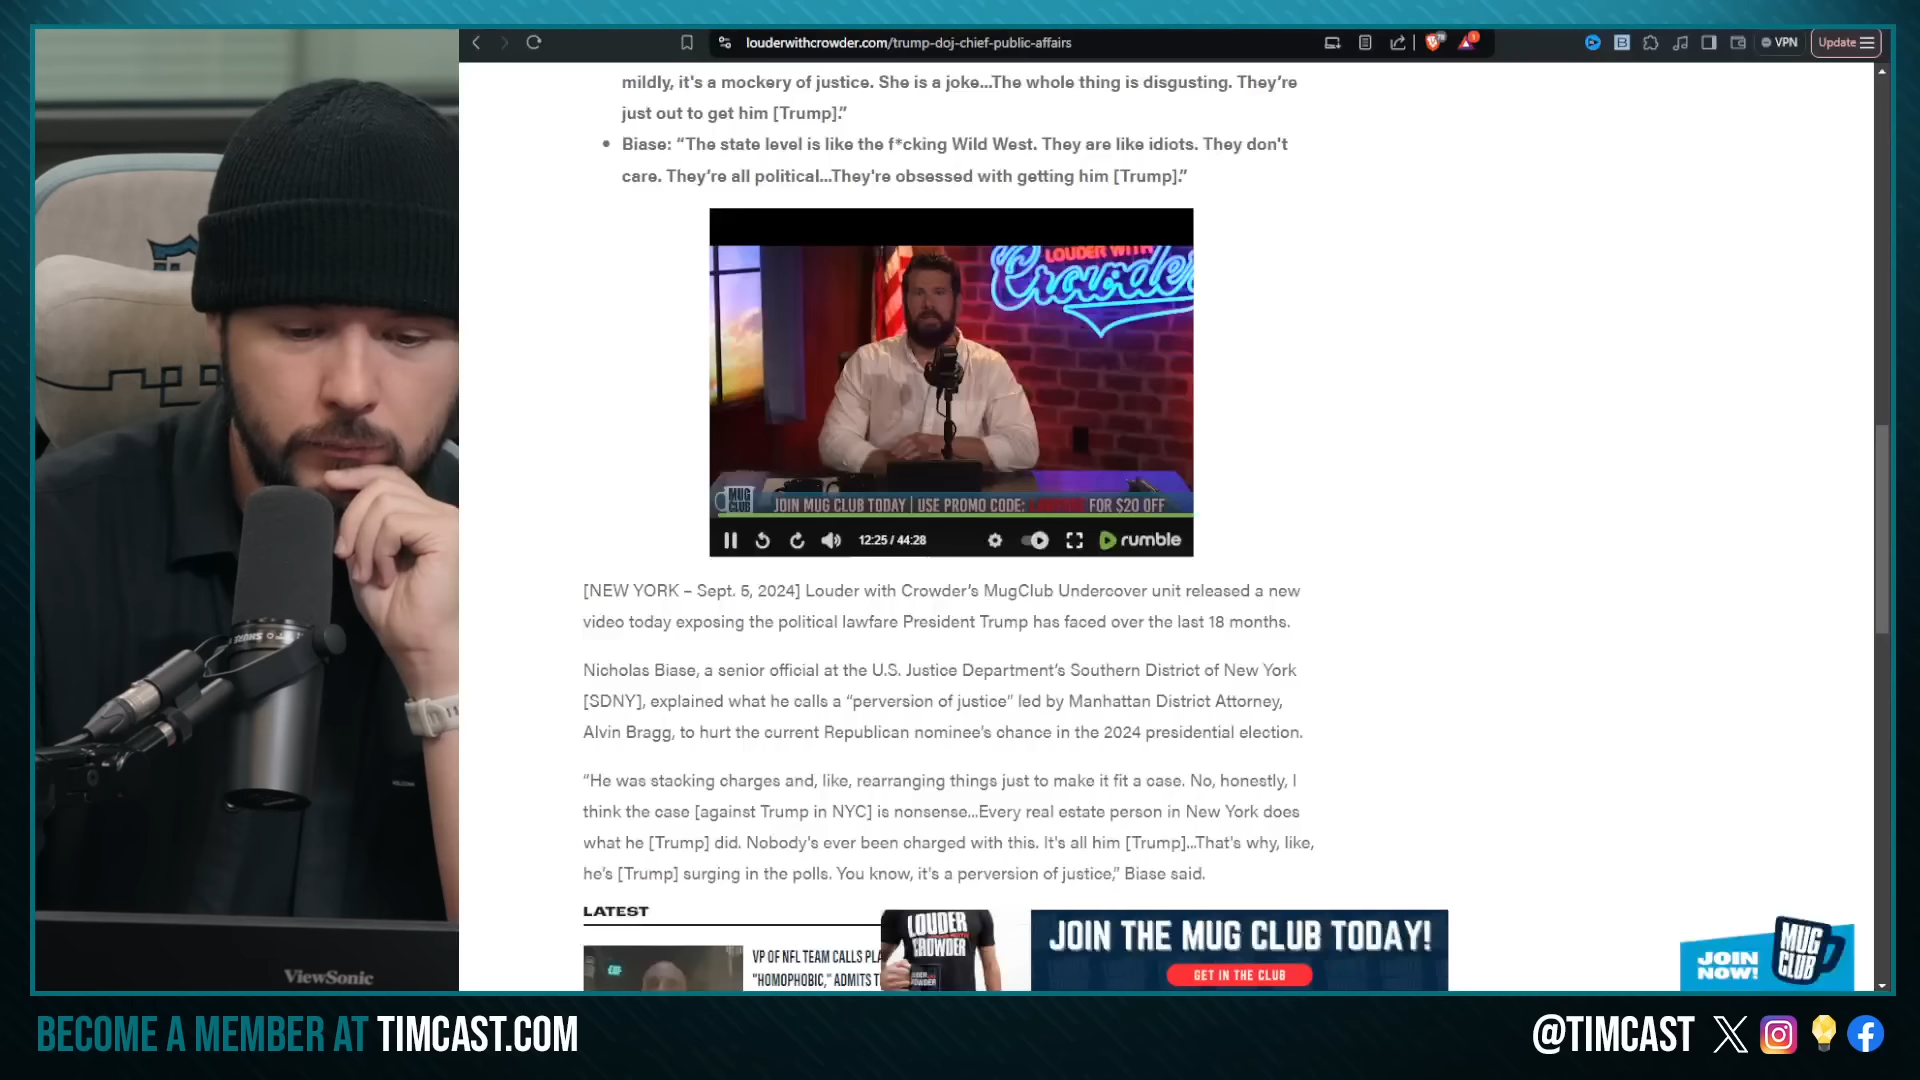 louderwithcrowder.com/trump-doj-chief-public-affairs
VPN
Update
mildly, it's a mockery of justice. She is a joke...The whole thing is disgusting. They’re
just out to get him [Trump].”
• Biase: “The state level is like the f*cking Wild West. They are like idiots. They don't
care. They’re all political...They're obsessed with getting him [Trump].”
LOUDER WITH
Crowder
MUG CLUB
JOIN MUG CLUB TODAY | USE PROMO CODE: FOR $20 OFF
12:25 / 44:28
rumble
[NEW YORK – Sept. 5, 2024] Louder with Crowder’s MugClub Undercover unit released a new
video today exposing the political lawfare President Trump has faced over the last 18 months.
Nicholas Biase, a senior official at the U.S. Justice Department’s Southern District of New York
[SDNY], explained what he calls a “perversion of justice” led by Manhattan District Attorney,
Alvin Bragg, to hurt the current Republican nominee’s chance in the 2024 presidential election.
“He was stacking charges and, like, rearranging things just to make it fit a case. No, honestly, I
think the case [against Trump in NYC] is nonsense...Every real estate person in New York does
what he [Trump] did. Nobody's ever been charged with this. It's all him [Trump]...That's why, like,
he’s [Trump] surging in the polls. You know, it's a perversion of justice,” Biase said.
LATEST
VP OF NFL TEAM CALLS PLA
"HOMOPHOBIC," ADMITS T
LOUDER
CROWDER
JOIN THE MUG CLUB TODAY!
GET IN THE CLUB
JOIN
NOW!
MUG
CLUB
ViewSonic
BECOME A MEMBER AT TIMCAST.COM
@TIMCAST